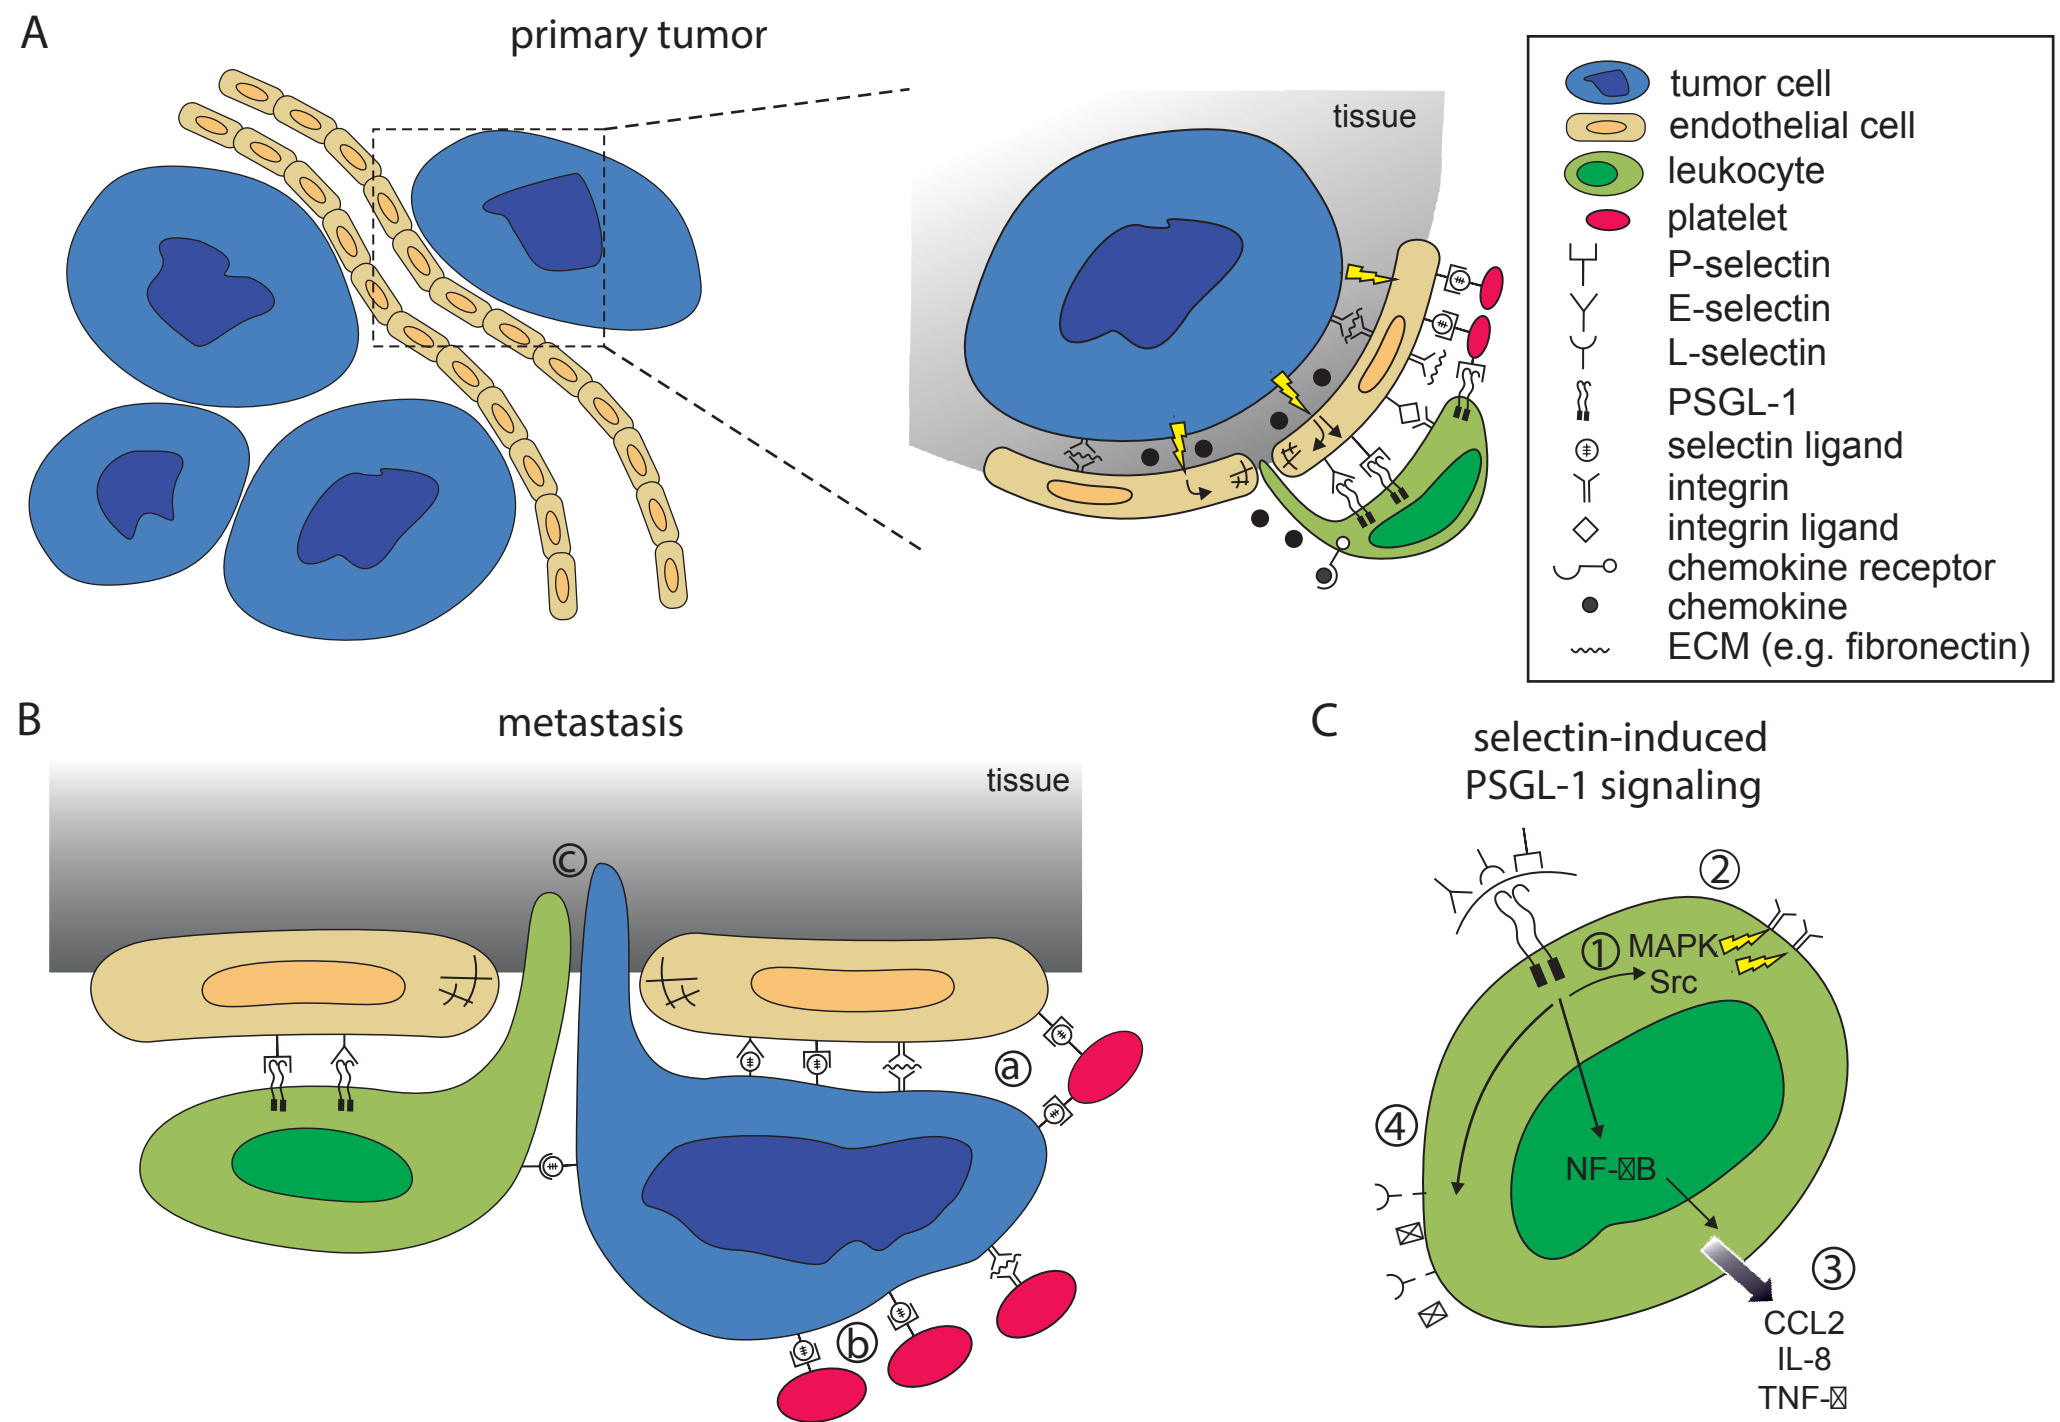 A
primary tumor
tissue
tumor cell
endothelial cell
leukocyte
platelet
P-selectin
E-selectin
L-selectin
PSGL-1
selectin ligand
integrin
integrin ligand
chemokine receptor
chemokine
ECM (e.g. fibronectin)
B
metastasis
tissue
ⓒ
ⓐ
ⓑ
C
selectin-induced
PSGL-1 signaling
②
① MAPK
Src
④
NF-☒B
③
CCL2
IL-8
TNF-☒